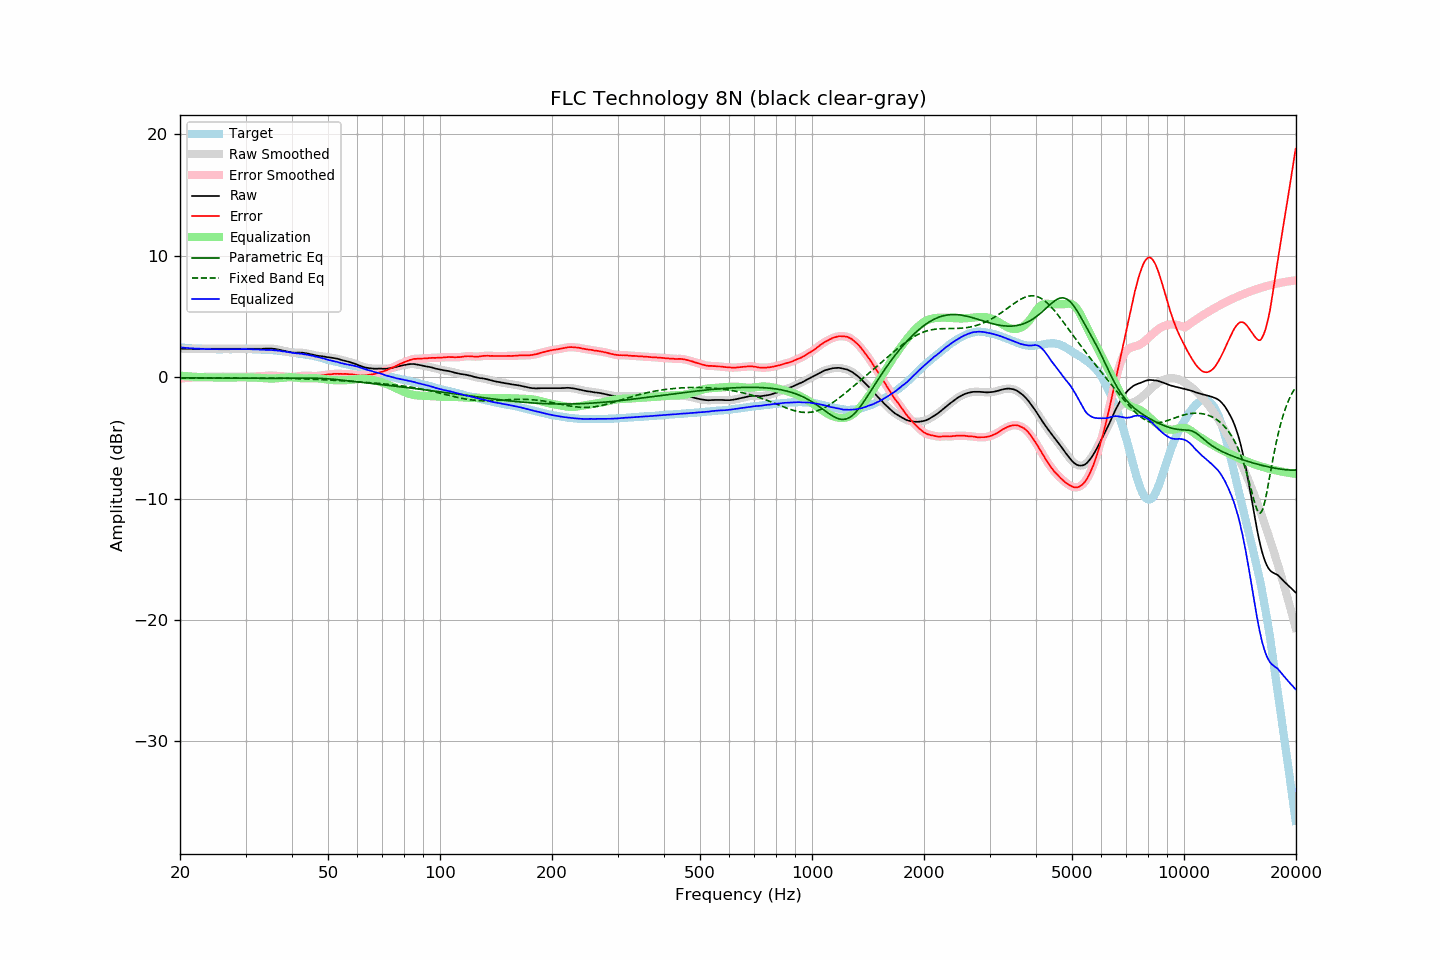 FLC Technology 8N (black clear-gray)
Target
Raw Smoothed
Error Smoothed
Raw
Error
Equalization
Parametric Eq
Fixed Band Eq
Equalized
20
10
0
−10
−20
−30
Amplitude (dBr)
20 50 100 200 500 1000 2000 5000 10000 20000
Frequency (Hz)